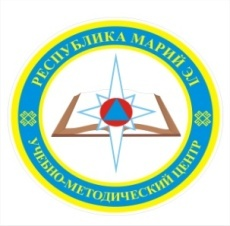 РЕСПУБЛИКА МАРИЙ ЭЛ
УЧЕБНО-МЕТОДИЧЕСКИЙ ЦЕНТР